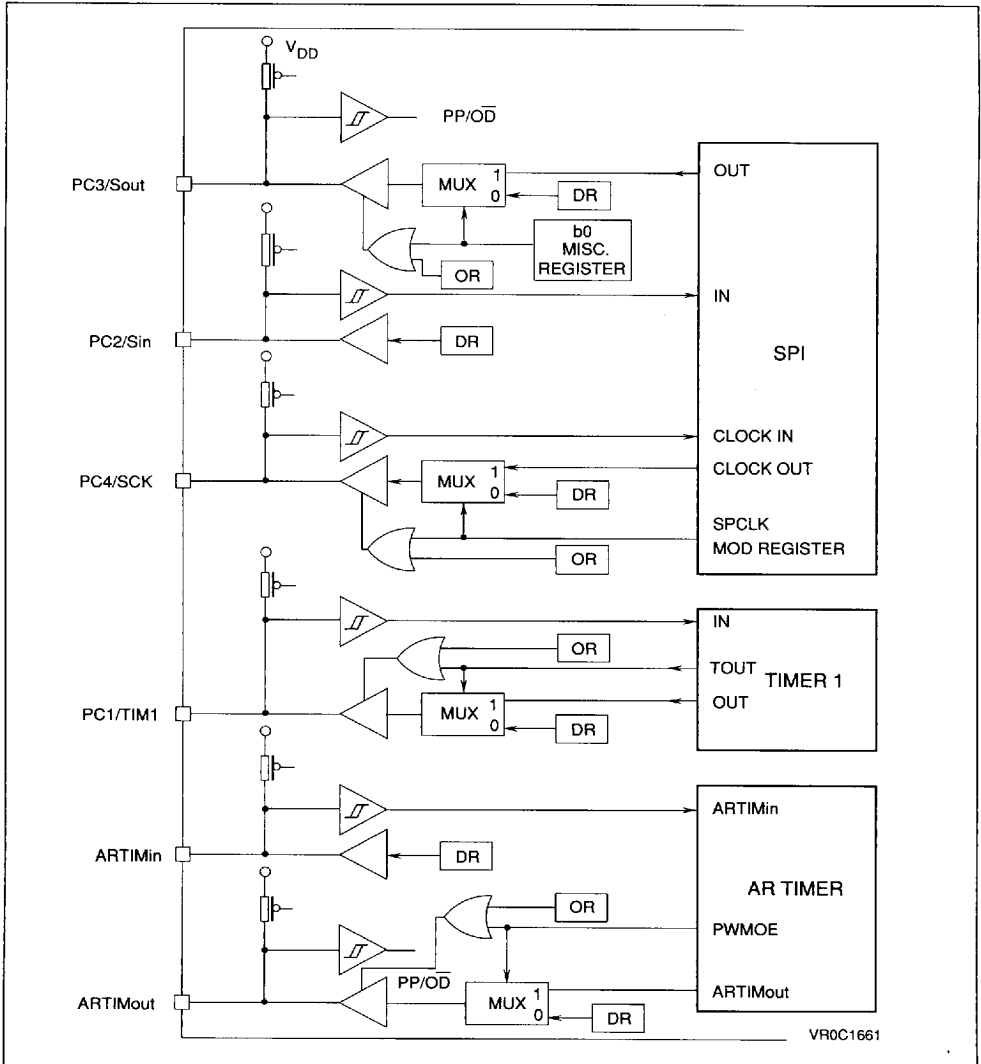 VDD
PP/OD
PC3/Sout
MUX 1 0
DR
OUT
b0
MISC.
REGISTER
OR
IN
SPI
PC2/Sin
DR
CLOCK IN
PC4/SCK
MUX 1 0
CLOCK OUT
DR
SPCLK
MOD REGISTER
OR
IN
OR
TOUT
TIMER 1
PC1/TIM1
MUX 1 0
OUT
DR
ARTIMin
ARTIMin
DR
AR TIMER
OR
PWMOE
PP/OD
ARTIMout
MUX 1 0
ARTIMout
DR
VR0C1661